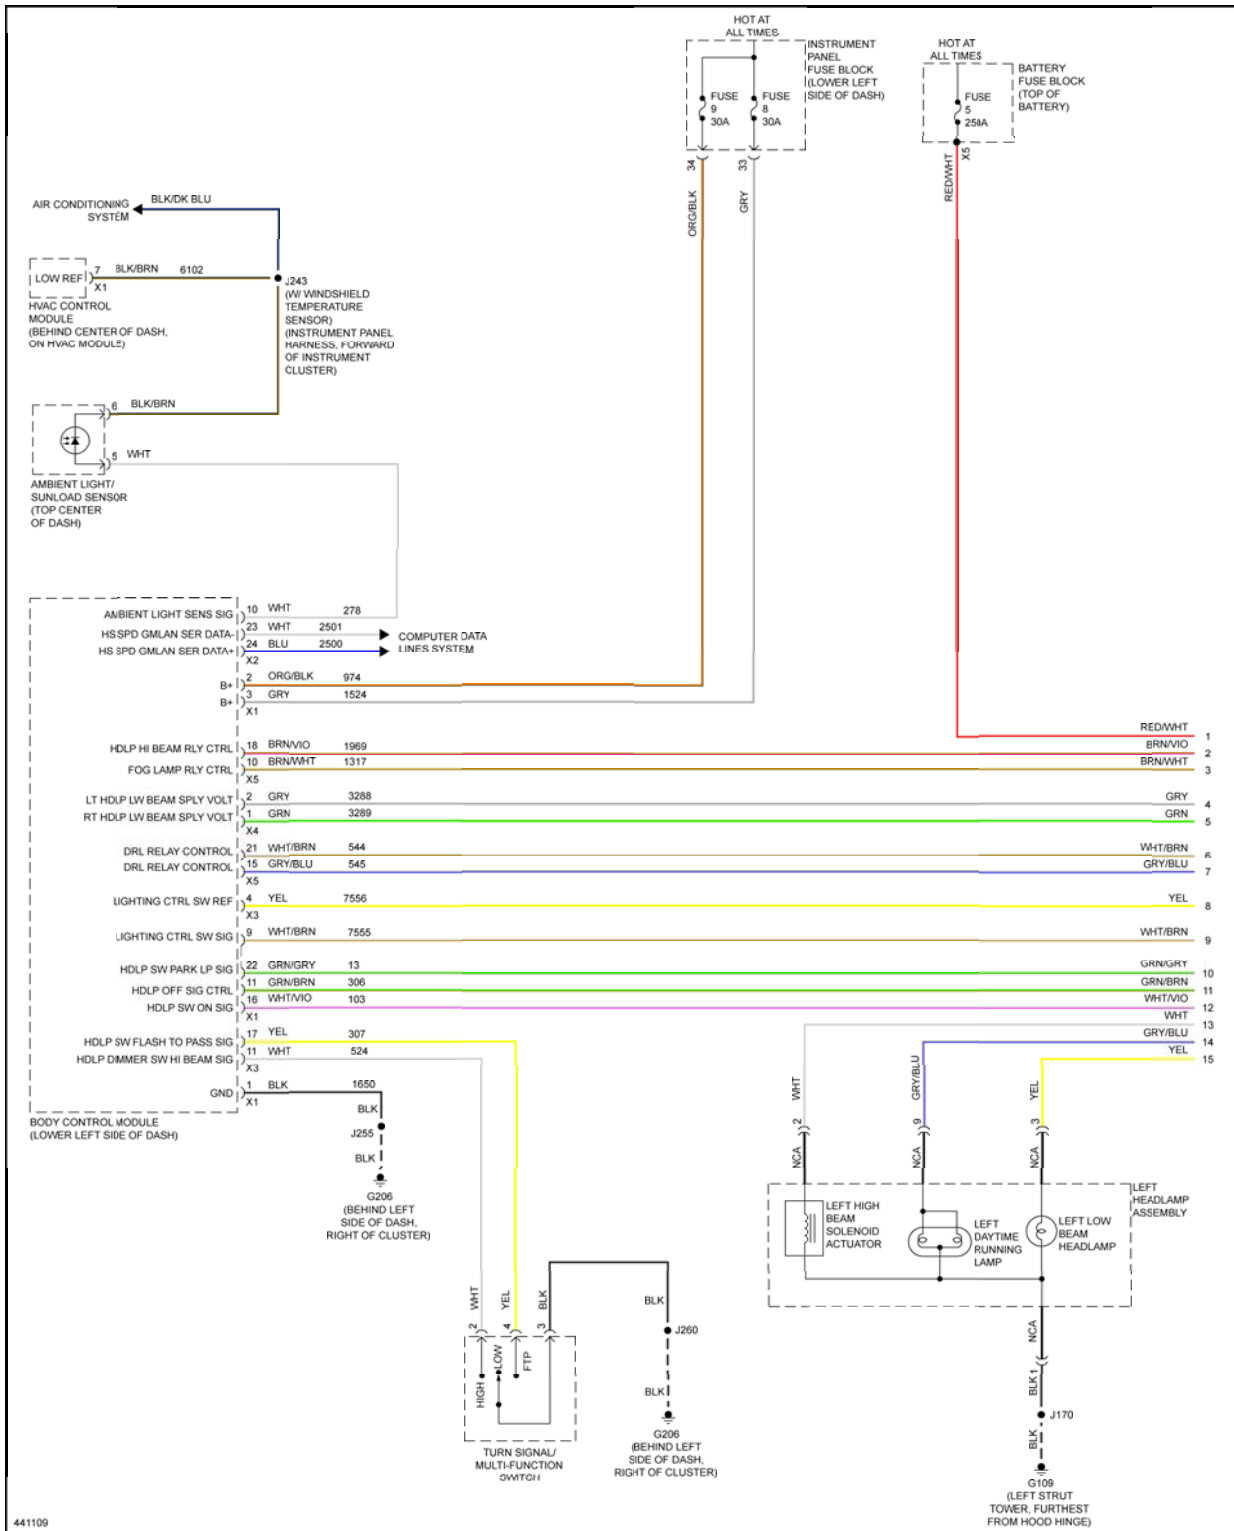 HOT AT
ALL TIMES
INSTRUMENT
PANEL
FUSE BLOCK
(LOWER LEFT
SIDE OF DASH)
FUSE
9
30A
FUSE
8
30A
34
33
ORG/BLK
GRY
HOT AT
ALL TIMES
BATTERY
FUSE BLOCK
(TOP OF
BATTERY)
FUSE
5
X5
RED/WHT
AIR CONDITIONING
SYSTEM
BLK/DK BLU
LOW REF
7
BLK/BRN
6102
X1
HVAC CONTROL
MODULE
(BEHIND CENTER OF DASH,
ON HVAC MODULE)
J243
(W/ WINDSHIELD
TEMPERATURE
SENSOR)
(INSTRUMENT PANEL
HARNESS, FORWARD
OF INSTRUMENT
CLUSTER)
6
BLK/BRN
5
WHT
AMBIENT LIGHT/
SUNLOAD SENSOR
(TOP CENTER
OF DASH)
AMBIENT LIGHT SENS SIG 10 WHT 278
HS SPD GMLAN SER DATA- 23 WHT 2501
HS SPD GMLAN SER DATA+ 24 BLU 2500
X2
COMPUTER DATA
LINES SYSTEM
B+ 2 ORG/BLK 974
B+ 3 GRY 1524
X1
RED/WHT 1
HDLP HI BEAM RLY CTRL 18 BRN/VIO 1969 BRN/VIO 2
FOG LAMP RLY CTRL 10 BRN/WHT 1317 BRN/WHT 3
X5
LT HDLP LW BEAM SPLY VOLT 2 GRY 3288 GRY 4
RT HDLP LW BEAM SPLY VOLT 1 GRN 3289 GRN 5
X4
DRL RELAY CONTROL 21 WHT/BRN 544 WHT/BRN 6
DRL RELAY CONTROL 15 GRY/BLU 545 GRY/BLU 7
X5
LIGHTING CTRL SW REF 4 YEL 7556 YEL 8
X3
LIGHTING CTRL SW SIG 9 WHT/BRN 7555 WHT/BRN 9
HDLP SW PARK LP SIG 22 GRN/GRY 13 GRN/GRY 10
HDLP OFF SIG CTRL 11 GRN/BRN 306 GRN/BRN 11
HDLP SW ON SIG 16 WHT/VIO 103 WHT/VIO 12
X1
WHT 13
HDLP SW FLASH TO PASS SIG 17 YEL 307
GRY/BLU 14
HDLP DIMMER SW HI BEAM SIG 11 WHT 524
YEL 15
X3
GND 1 BLK 1650
X1
BODY CONTROL MODULE
(LOWER LEFT SIDE OF DASH)
BLK
J255
BLK
G206
(BEHIND LEFT
SIDE OF DASH,
RIGHT OF CLUSTER)
WHT
2
YEL
4
BLK
3
HIGH
LOW
FTP
TURN SIGNAL/
MULTI-FUNCTION
SWITCH
BLK
J260
BLK
G206
(BEHIND LEFT
SIDE OF DASH,
RIGHT OF CLUSTER)
WHT
2
NCA
GRY/BLU
9
NCA
YEL
3
NCA
LEFT
HEADLAMP
ASSEMBLY
LEFT HIGH
BEAM
SOLENOID
ACTUATOR
LEFT
DAYTIME
RUNNING
LAMP
LEFT LOW
BEAM
HEADLAMP
NCA
1
BLK
J170
BLK
G109
(LEFT STRUT
TOWER, FURTHEST
FROM HOOD HINGE)
441109